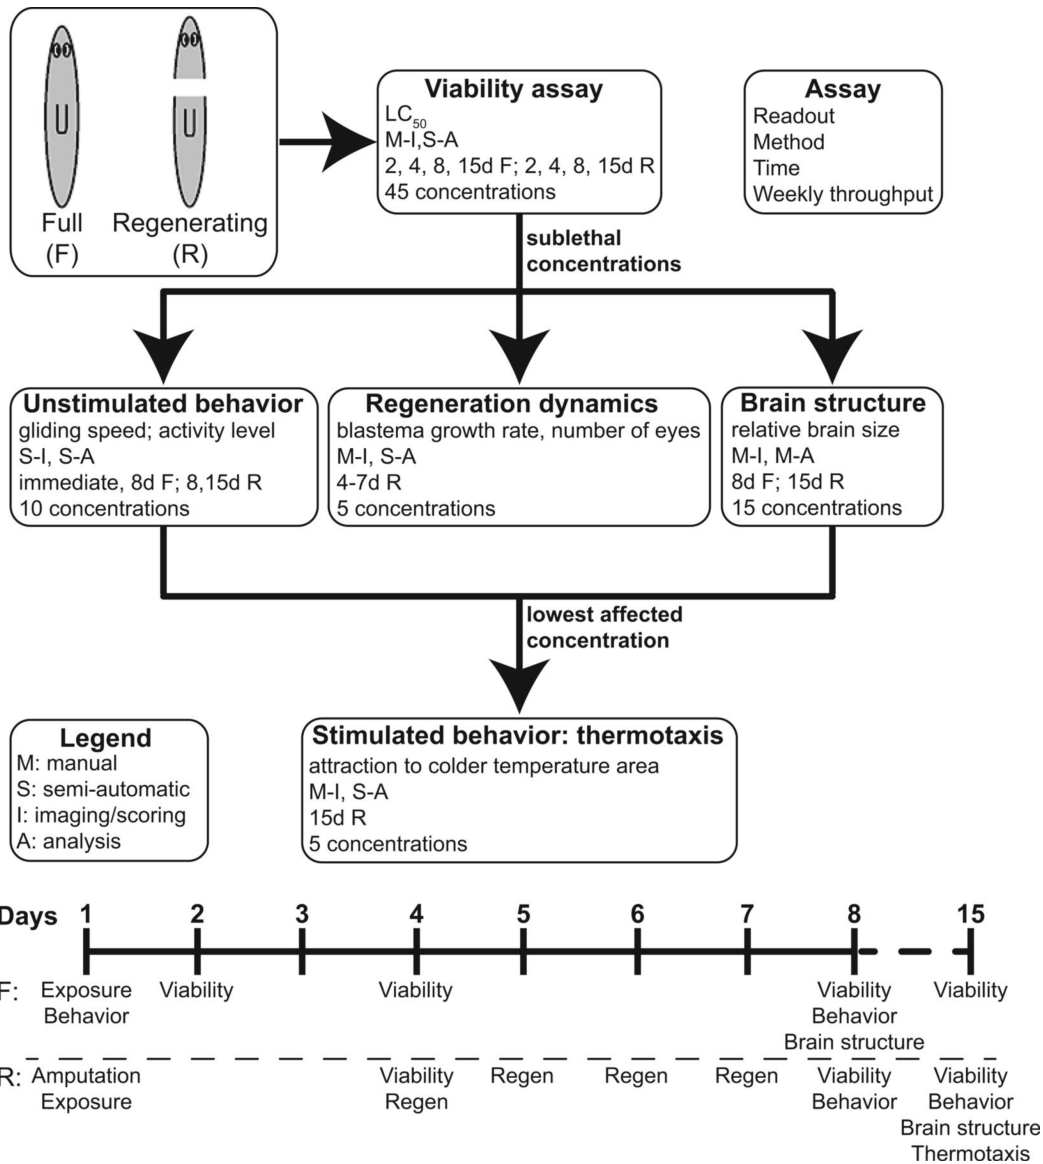 Full
(F)
Regenerating
(R)
Viability assay
LC50
M-I,S-A
2, 4, 8, 15d F; 2, 4, 8, 15d R
45 concentrations
Assay
Readout
Method
Time
Weekly throughput
sublethal
concentrations
Unstimulated behavior
gliding speed; activity level
S-I, S-A
immediate, 8d F; 8,15d R
10 concentrations
Regeneration dynamics
blastema growth rate, number of eyes
M-I, S-A
4-7d R
5 concentrations
Brain structure
relative brain size
M-I, M-A
8d F; 15d R
15 concentrations
lowest affected
concentration
Legend
M: manual
S: semi-automatic
I: imaging/scoring
A: analysis
Stimulated behavior: thermotaxis
attraction to colder temperature area
M-I, S-A
15d R
5 concentrations
Days 1 2 3 4 5 6 7 8 15
F: Exposure Viability Viability Viability Viability
Behavior Behavior
Brain structure
R: Amputation Viability Regen Regen Regen Viability Viability
Exposure Regen Behavior Behavior
Brain structure
Thermotaxis